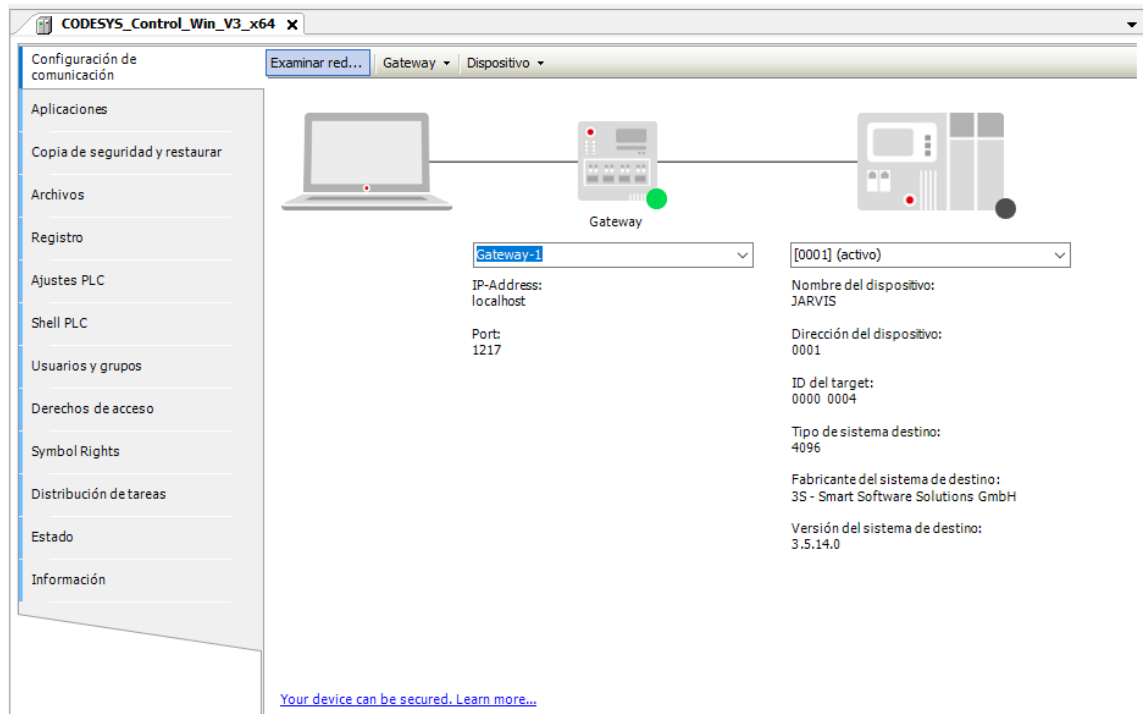 CODESYS_Control_Win_V3_x64 X
Configuración de
comunicación
Aplicaciones
Copia de seguridad y restaurar
Archivos
Registro
Ajustes PLC
Shell PLC
Usuarios y grupos
Derechos de acceso
Symbol Rights
Distribución de tareas
Estado
Información
Examinar red... Gateway Dispositivo
Gateway
Gateway-1
IP-Address:
localhost
Port:
1217
[0001] (activo)
Nombre del dispositivo:
JARVIS
Dirección del dispositivo:
0001
ID del target:
0000 0004
Tipo de sistema destino:
4096
Fabricante del sistema de destino:
3S - Smart Software Solutions GmbH
Versión del sistema de destino:
3.5.14.0
Your device can be secured. Learn more...